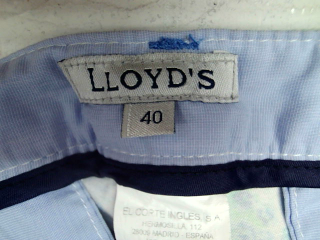 LLOYD'S
40
EL CORTE INGLES, S.A.
HERMOSILLA, 112
28009 MADRID - ESPAÑA